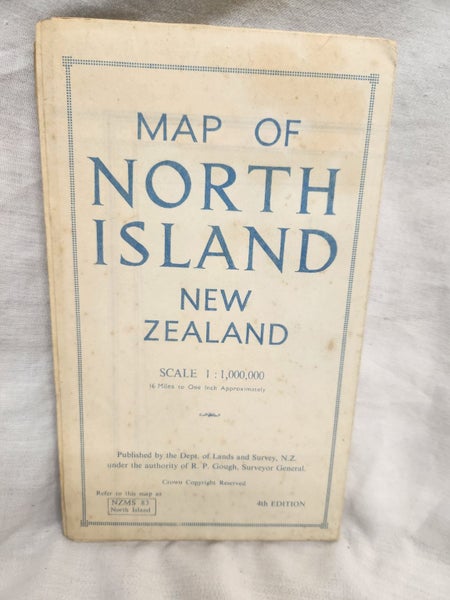 MAP OF
NORTH
ISLAND
NEW
ZEALAND
SCALE 1 : 1,000,000
16 Miles to One Inch Approximately
Published by the Dept. of Lands and Survey, N.Z.
under the authority of R. P. Gough, Surveyor General.
Crown Copyright Reserved
Refer to this map as
NZMS 83
North Island
4th EDITION